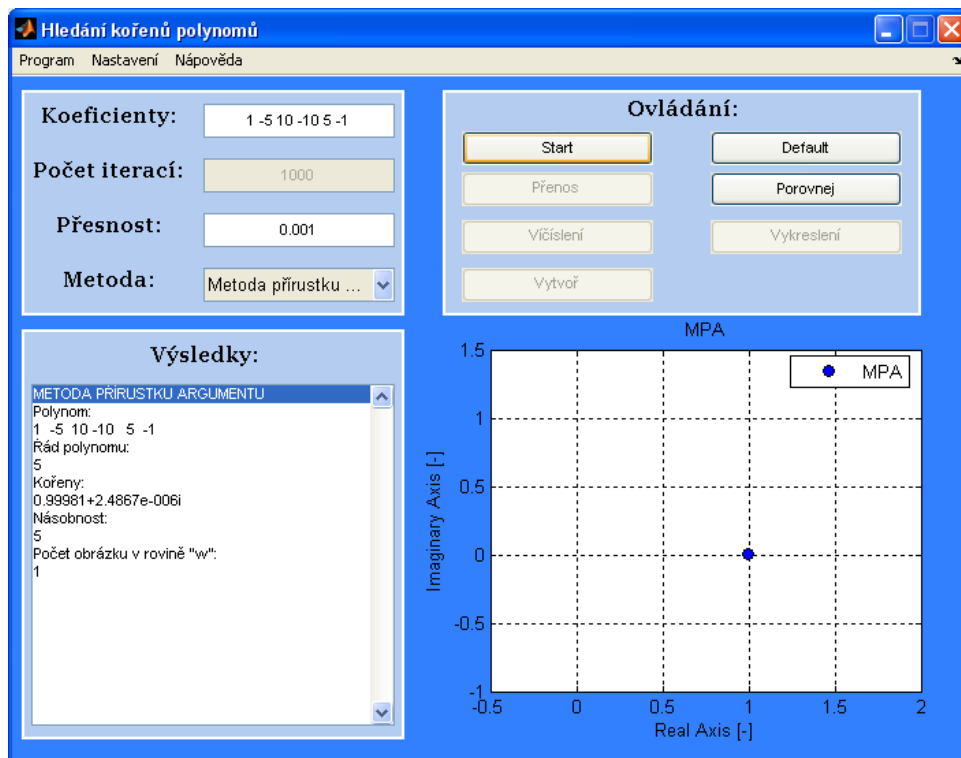 Hledání kořenů polynomů
Program Nastavení Nápověda
Koeficienty:
1 -5 10 -10 5 -1
Počet iterací:
1000
Přesnost:
0.001
Metoda:
Metoda přírustku ...
Ovládání:
Start
Default
Přenos
Porovnej
Víčíslení
Vykreslení
Vytvoř
Výsledky:
METODA PŘÍRUSTKU ARGUMENTU
Polynom:
1 -5 10 -10 5 -1
Řád polynomu:
5
Kořeny:
0.99981+2.4867e-006i
Násobnost:
5
Počet obrázku v rovině "w":
1
MPA
MPA
1.5
1
0.5
0
-0.5
-1
Imaginary Axis [-]
-0.5 0 0.5 1 1.5 2
Real Axis [-]